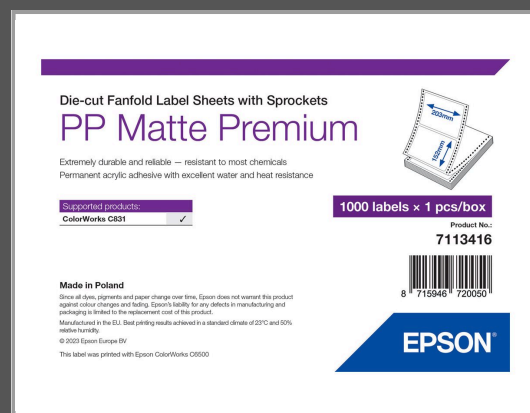 Die-cut Fanfold Label Sheets with Sprockets
PP Matte Premium
Extremely durable and reliable — resistant to most chemicals
Permanent acrylic adhesive with excellent water and heat resistance
203mm
152mm
Supported products:
ColorWorks C831 ✓
1000 labels × 1 pcs/box
Product No.:
7113416
8 715946 720050
Made in Poland
Since all dyes, pigments and paper change over time, Epson does not warrant this product
against colour changes and fading. Epson's liability for any defects in manufacturing and
packaging is limited to the replacement cost of this product.
Manufactured in the EU. Best printing results achieved in a standard climate of 23°C and 50%
relative humidity.
© 2023 Epson Europe BV
This label was printed with Epson ColorWorks C6500
EPSON®